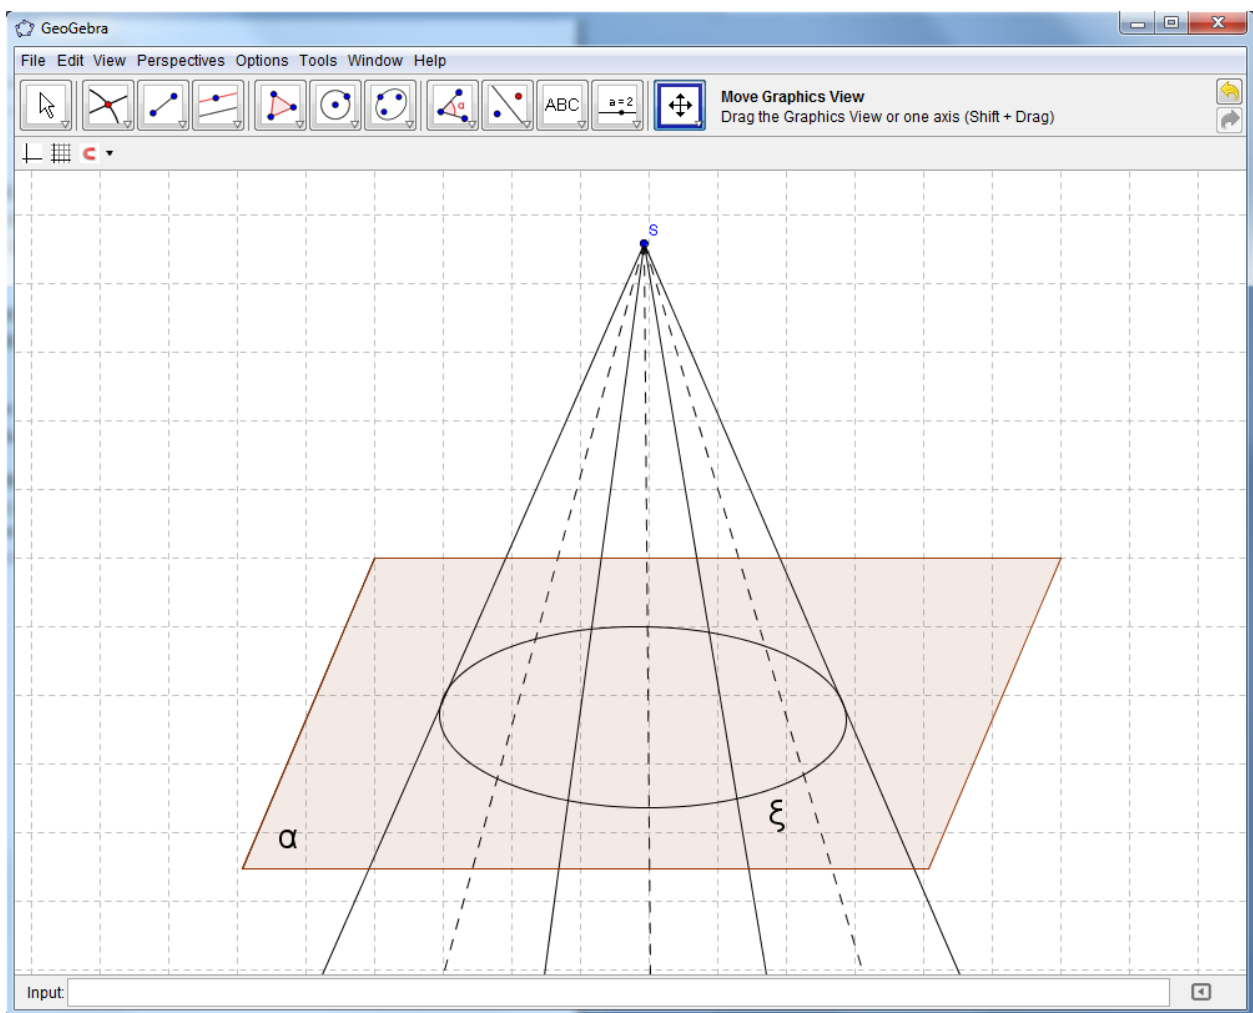 GeoGebra
File Edit View Perspectives Options Tools Window Help
α
ABC
a=2
Move Graphics View
Drag the Graphics View or one axis (Shift + Drag)
S
α
ξ
Input: